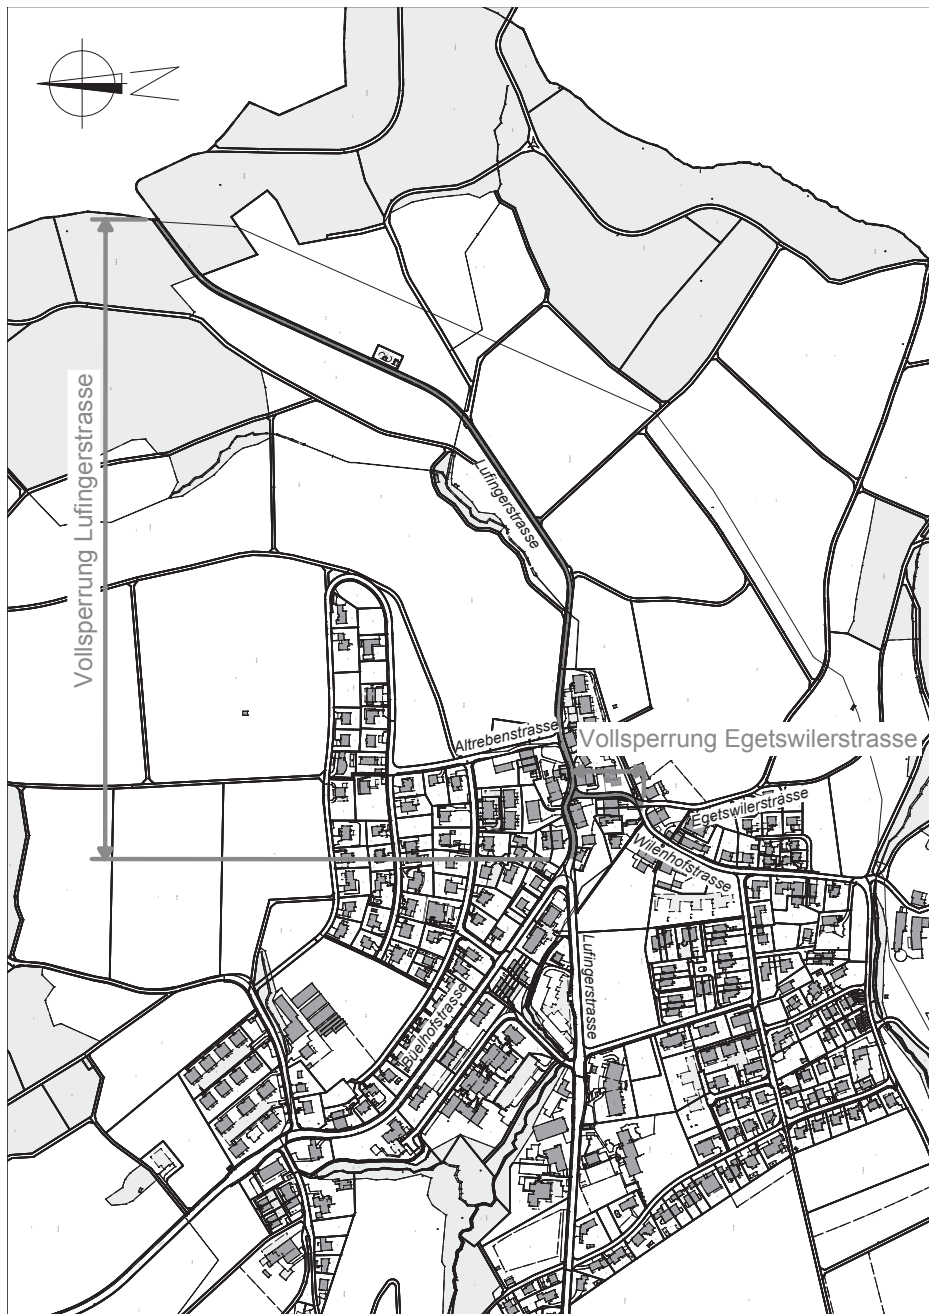 N
Vollsperrung Lufingerstrasse
Lufingerstrasse
Altrebenstrasse
Vollsperrung Egetswilerstrasse
Egetswilerstrasse
Wilenhofstrasse
Lufingerstrasse
Büelhofstrasse